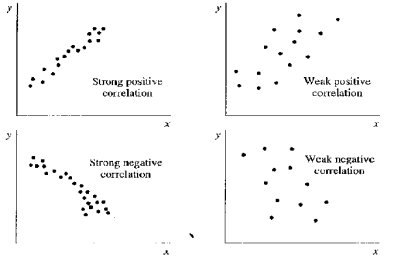 y
Strong positive
correlation
x
y
Weak positive
correlation
x
y
Strong negative
correlation
x
y
Weak negative
correlation
x